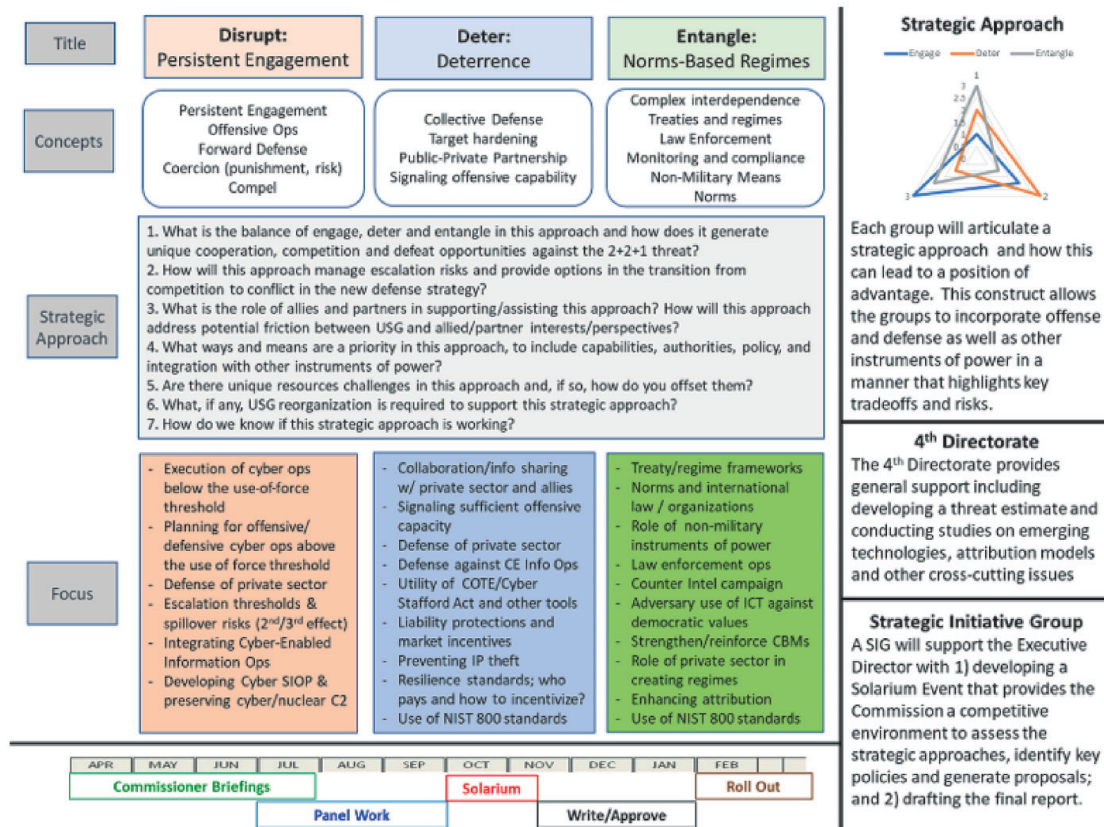 Title
Disrupt:
Persistent Engagement
Deter:
Deterrence
Entangle:
Norms-Based Regimes
Concepts
Persistent Engagement
Offensive Ops
Forward Defense
Coercion (punishment, risk)
Compel
Collective Defense
Target hardening
Public-Private Partnership
Signaling offensive capability
Complex interdependence
Treaties and regimes
Law Enforcement
Monitoring and compliance
Non-Military Means
Norms
Strategic
Approach
1. What is the balance of engage, deter and entangle in this approach and how does it generate
unique cooperation, competition and defeat opportunities against the 2+2+1 threat?
2. How will this approach manage escalation risks and provide options in the transition from
competition to conflict in the new defense strategy?
3. What is the role of allies and partners in supporting/assisting this approach? How will this approach
address potential friction between USG and allied/partner interests/perspectives?
4. What ways and means are a priority in this approach, to include capabilities, authorities, policy, and
integration with other instruments of power?
5. Are there unique resources challenges in this approach and, if so, how do you offset them?
6. What, if any, USG reorganization is required to support this strategic approach?
7. How do we know if this strategic approach is working?
Focus
- Execution of cyber ops
below the use-of-force
threshold
- Planning for offensive/
defensive cyber ops above
the use of force threshold
- Defense of private sector
- Escalation thresholds &
spillover risks (2nd/3rd effect)
- Integrating Cyber-Enabled
Information Ops
- Developing Cyber SIOP &
preserving cyber/nuclear C2
- Collaboration/info sharing
w/ private sector and allies
- Signaling sufficient offensive
capacity
- Defense of private sector
- Defense against CE Info Ops
- Utility of COTE/Cyber
Stafford Act and other tools
- Liability protections and
market incentives
- Preventing IP theft
- Resilience standards; who
pays and how to incentivize?
- Use of NIST 800 standards
- Treaty/regime frameworks
- Norms and international
law / organizations
- Role of non-military
instruments of power
- Law enforcement ops
- Counter Intel campaign
- Adversary use of ICT against
democratic values
- Strengthen/reinforce CBMs
- Role of private sector in
creating regimes
- Enhancing attribution
- Use of NIST 800 standards
APR MAY JUN JUL AUG SEP OCT NOV DEC JAN FEB
Commissioner Briefings
Solarium
Roll Out
Panel Work
Write/Approve
Strategic Approach
Engage Deter Entangle
1
3
2.5
2
1.5
1
0.5
0
3
2
Each group will articulate a
strategic approach and how this
can lead to a position of
advantage. This construct allows
the groups to incorporate offense
and defense as well as other
instruments of power in a
manner that highlights key
tradeoffs and risks.
4th Directorate
The 4th Directorate provides
general support including
developing a threat estimate and
conducting studies on emerging
technologies, attribution models
and other cross-cutting issues
Strategic Initiative Group
A SIG will support the Executive
Director with 1) developing a
Solarium Event that provides the
Commission a competitive
environment to assess the
strategic approaches, identify key
policies and generate proposals;
and 2) drafting the final report.